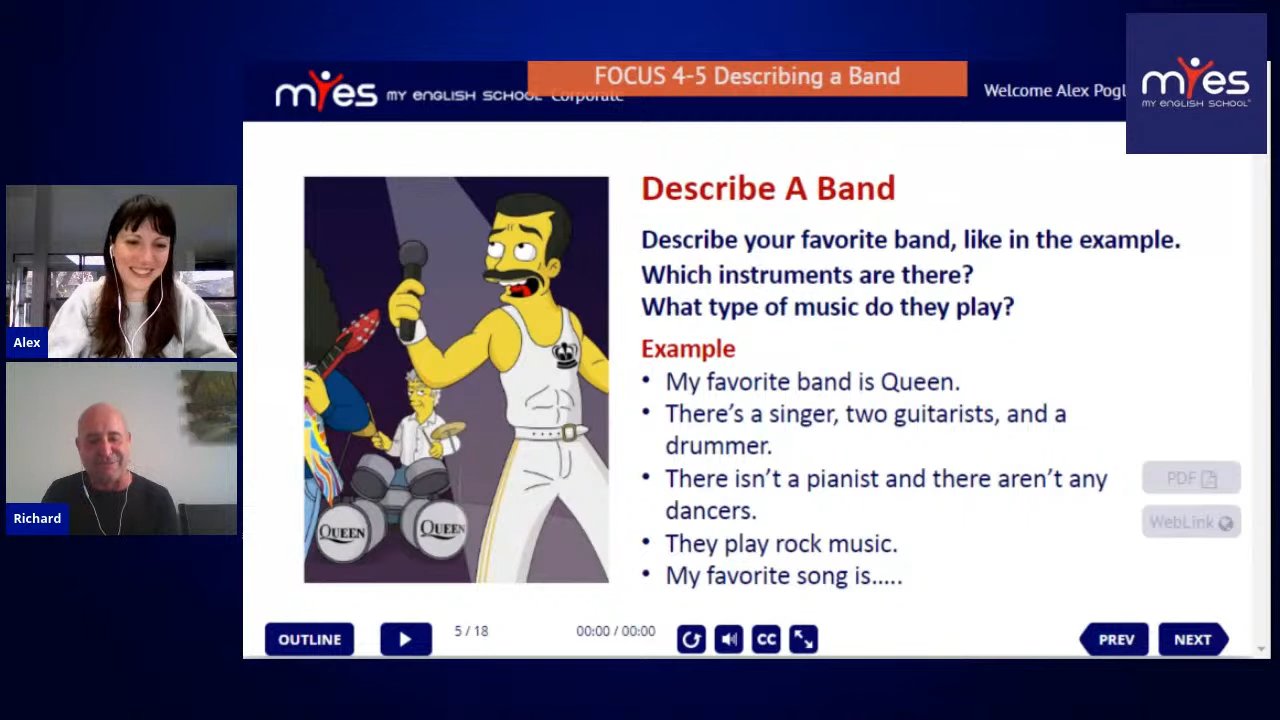 FOCUS 4-5 Describing a Band
myes MY ENGLISH SCHOOL Corporate
Welcome Alex Pogl
myes
MY ENGLISH SCHOOL
Describe A Band
Describe your favorite band, like in the example.
Which instruments are there?
What type of music do they play?
Example
• My favorite band is Queen.
• There's a singer, two guitarists, and a
drummer.
• There isn't a pianist and there aren't any
dancers.
• They play rock music.
• My favorite song is.....
QUEEN
QUEEN
Alex
Richard
PDF
WebLink
OUTLINE
5 / 18
00:00 / 00:00
CC
PREV
NEXT